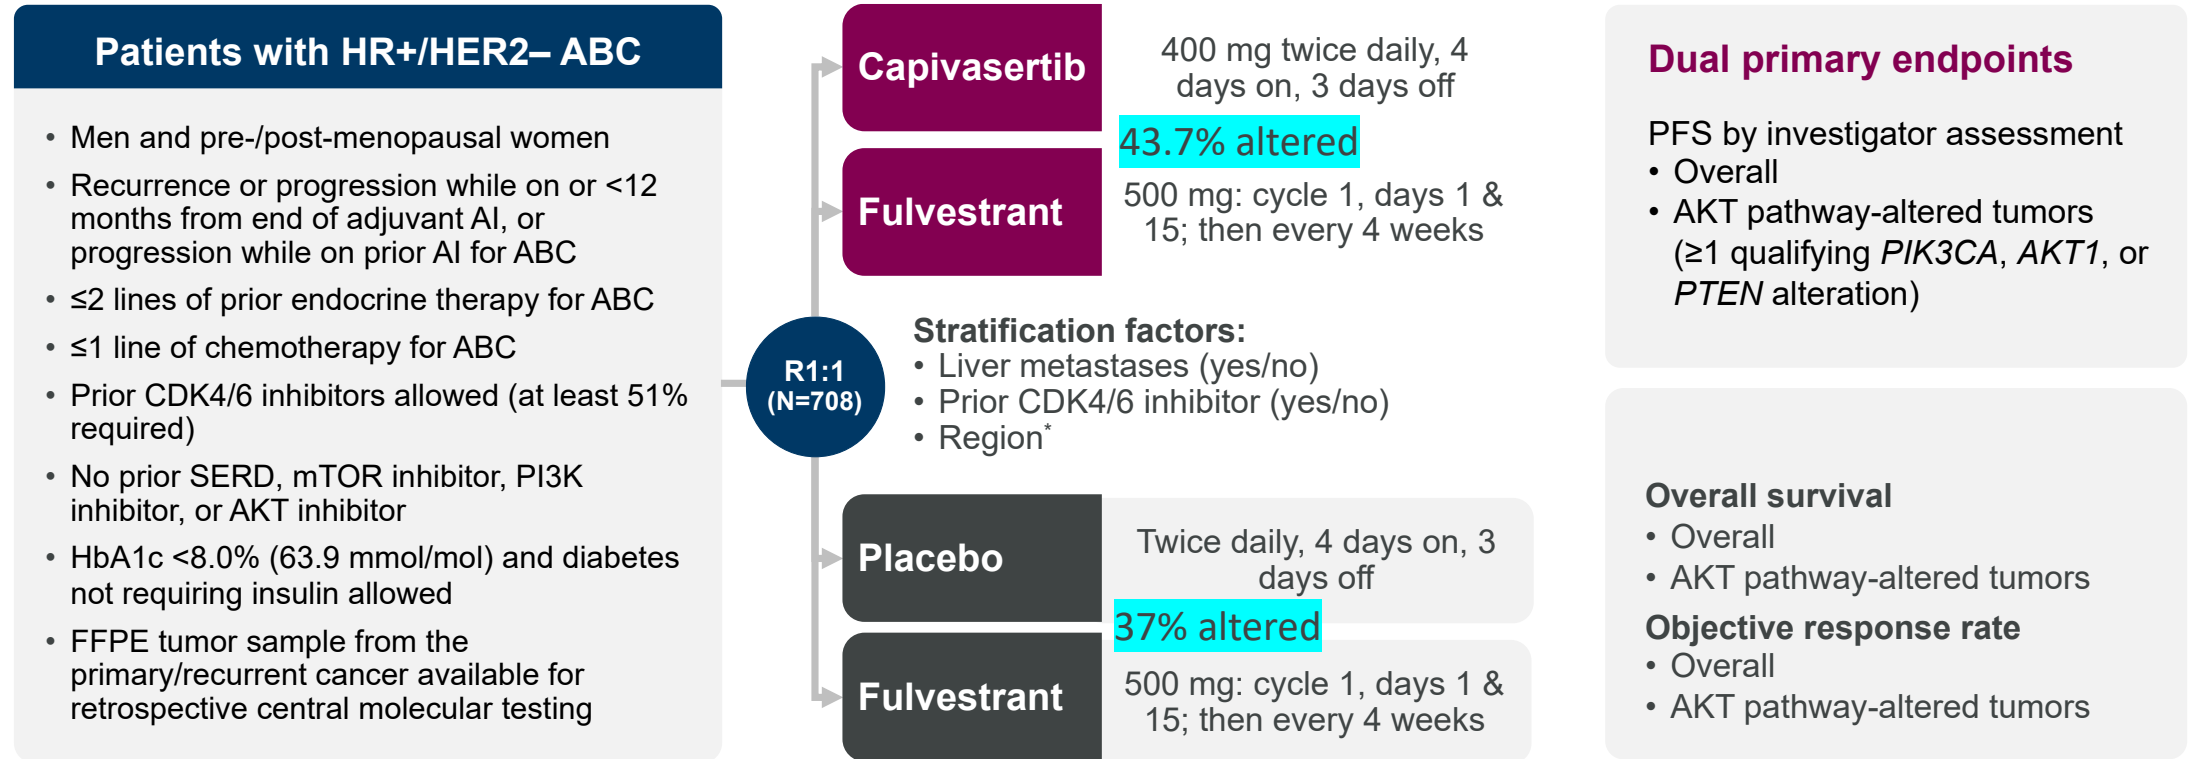 Patients with HR+/HER2– ABC
• Men and pre-/post-menopausal women
• Recurrence or progression while on or <12
months from end of adjuvant AI, or
progression while on prior AI for ABC
• ≤2 lines of prior endocrine therapy for ABC
• ≤1 line of chemotherapy for ABC
• Prior CDK4/6 inhibitors allowed (at least 51%
required)
• No prior SERD, mTOR inhibitor, PI3K
inhibitor, or AKT inhibitor
• HbA1c <8.0% (63.9 mmol/mol) and diabetes
not requiring insulin allowed
• FFPE tumor sample from the
primary/recurrent cancer available for
retrospective central molecular testing
R1:1
(N=708)
Capivasertib
400 mg twice daily, 4
days on, 3 days off
43.7% altered
Fulvestrant
500 mg: cycle 1, days 1 &
15; then every 4 weeks
Stratification factors:
• Liver metastases (yes/no)
• Prior CDK4/6 inhibitor (yes/no)
• Region*
Placebo
Twice daily, 4 days on, 3
days off
37% altered
Fulvestrant
500 mg: cycle 1, days 1 &
15; then every 4 weeks
Dual primary endpoints
PFS by investigator assessment
• Overall
• AKT pathway-altered tumors
(≥1 qualifying PIK3CA, AKT1, or
PTEN alteration)
Overall survival
• Overall
• AKT pathway-altered tumors
Objective response rate
• Overall
• AKT pathway-altered tumors